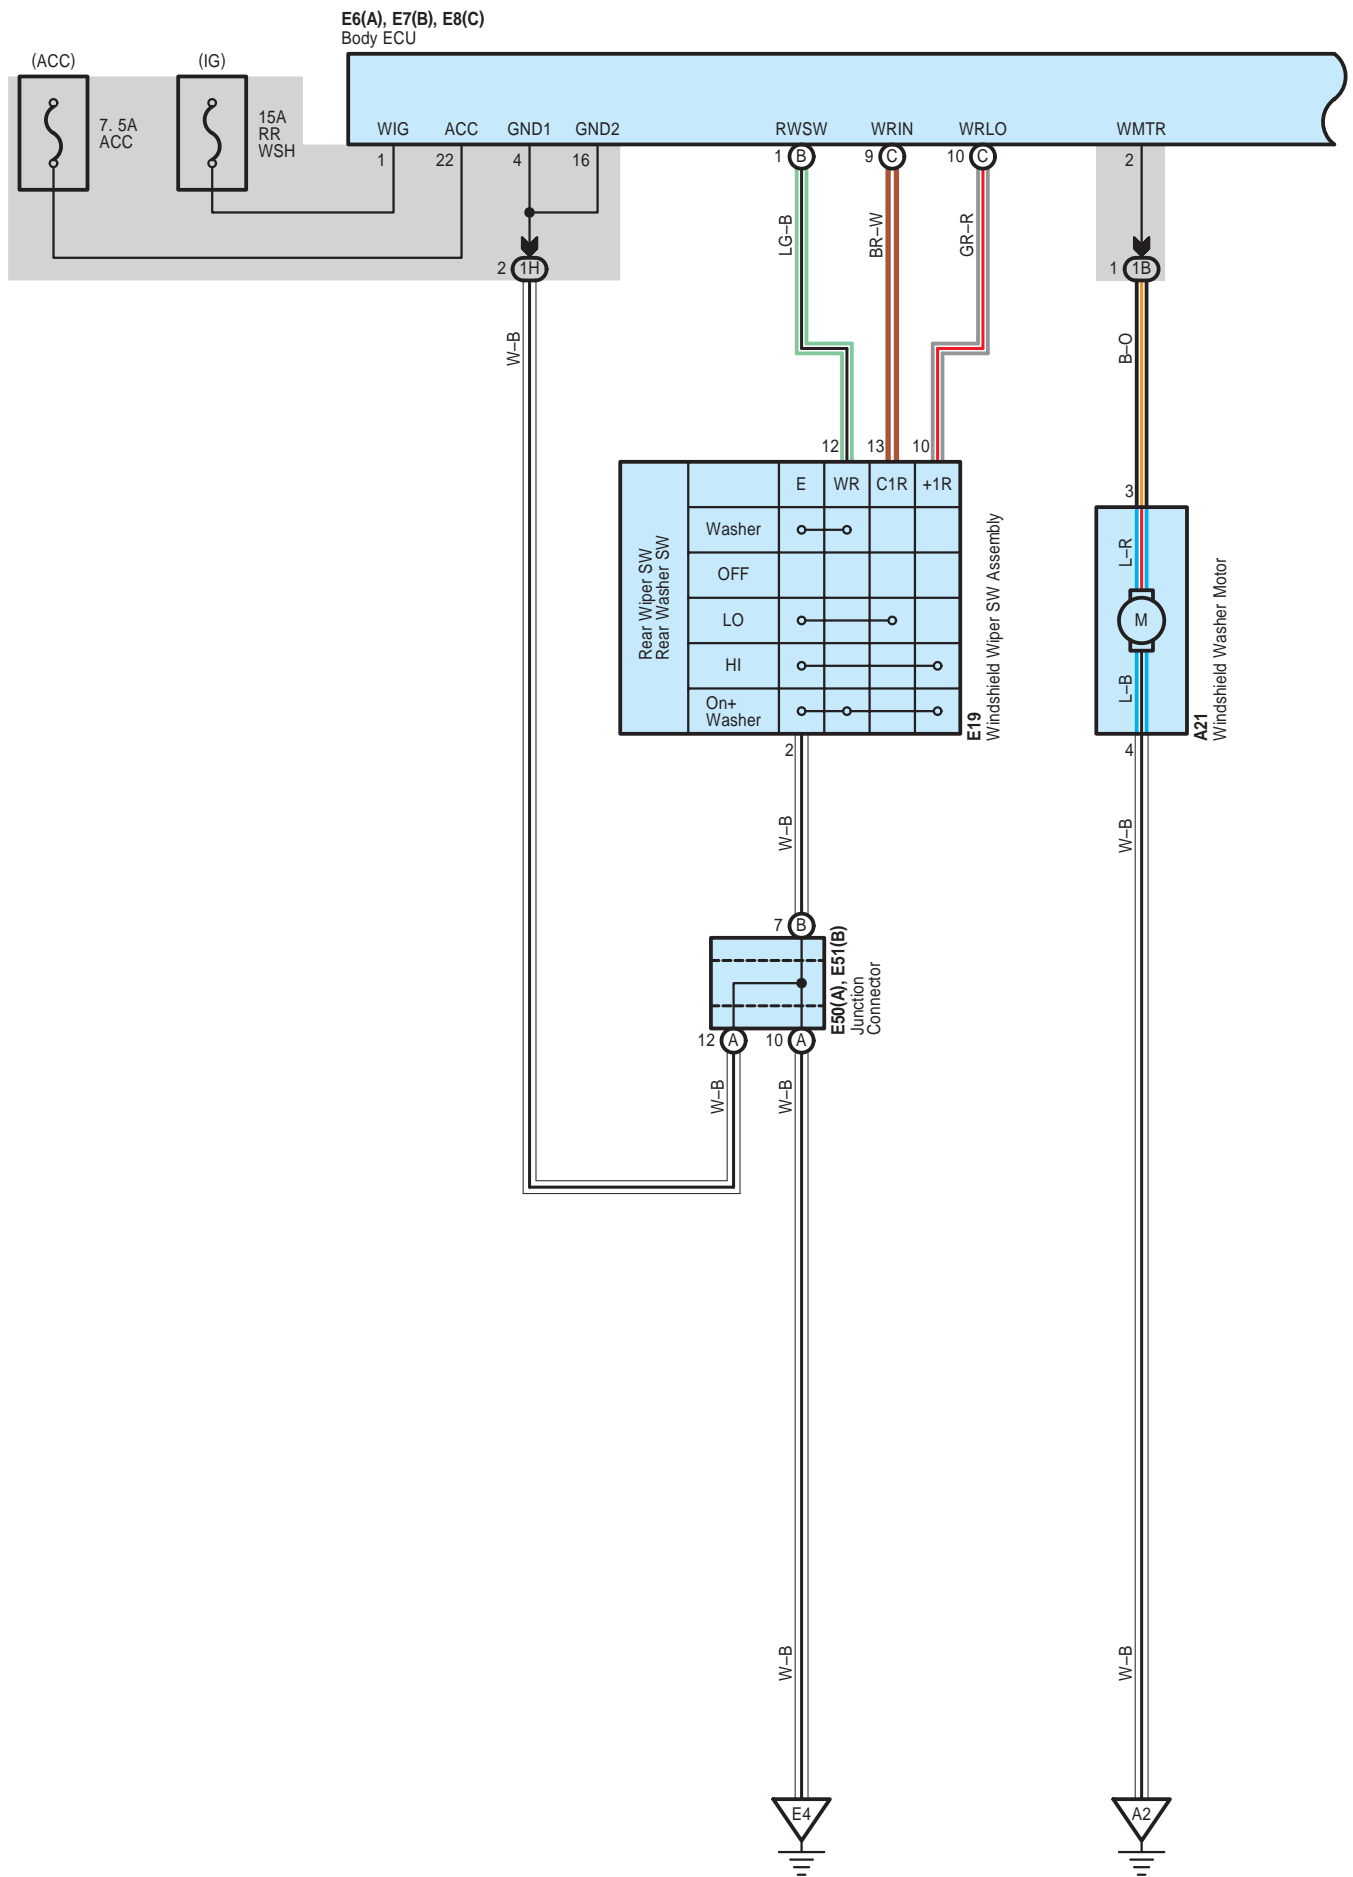 E6(A), E7(B), E8(C)
Body ECU
(ACC)
(IG)
7. 5A
ACC
15A
RR
WSH
WIG
ACC
GND1
GND2
RWSW
WRIN
WRLO
WMTR
1
22
4
16
1
B
9
C
10
C
2
LG–B
BR–W
GR–R
2
1H
1
1B
W–B
B–O
12
13
10
3
Rear Wiper SW
Rear Washer SW
E
WR
C1R
+1R
Washer
OFF
LO
HI
On+
Washer
E19
Windshield Wiper SW Assembly
L–R
M
L–B
A21
Windshield Washer Motor
2
4
W–B
W–B
7
B
E50(A), E51(B)
Junction
Connector
12
A
10
A
W–B
W–B
W–B
W–B
E4
A2